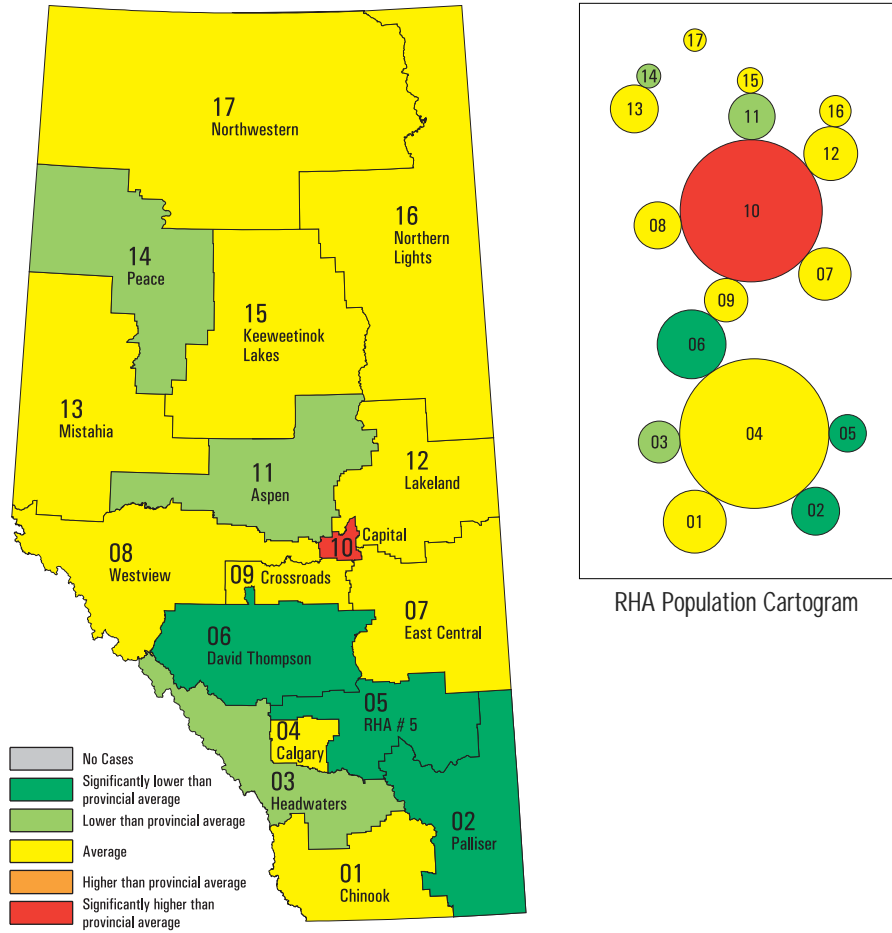 17
Northwestern
16
Northern
Lights
14
Peace
15
Keeweetinok
Lakes
13
Mistahia
11
Aspen
12
Lakeland
10
Capital
08
Westview
09 Crossroads
07
East Central
06
David Thompson
05
RHA # 5
04
Calgary
03
Headwaters
02
Palliser
01
Chinook
No Cases
Significantly lower than
provincial average
Lower than provincial average
Average
Higher than provincial average
Significantly higher than
provincial average
17
14
15
13
11
16
12
10
08
07
09
06
04
05
03
02
01
RHA Population Cartogram